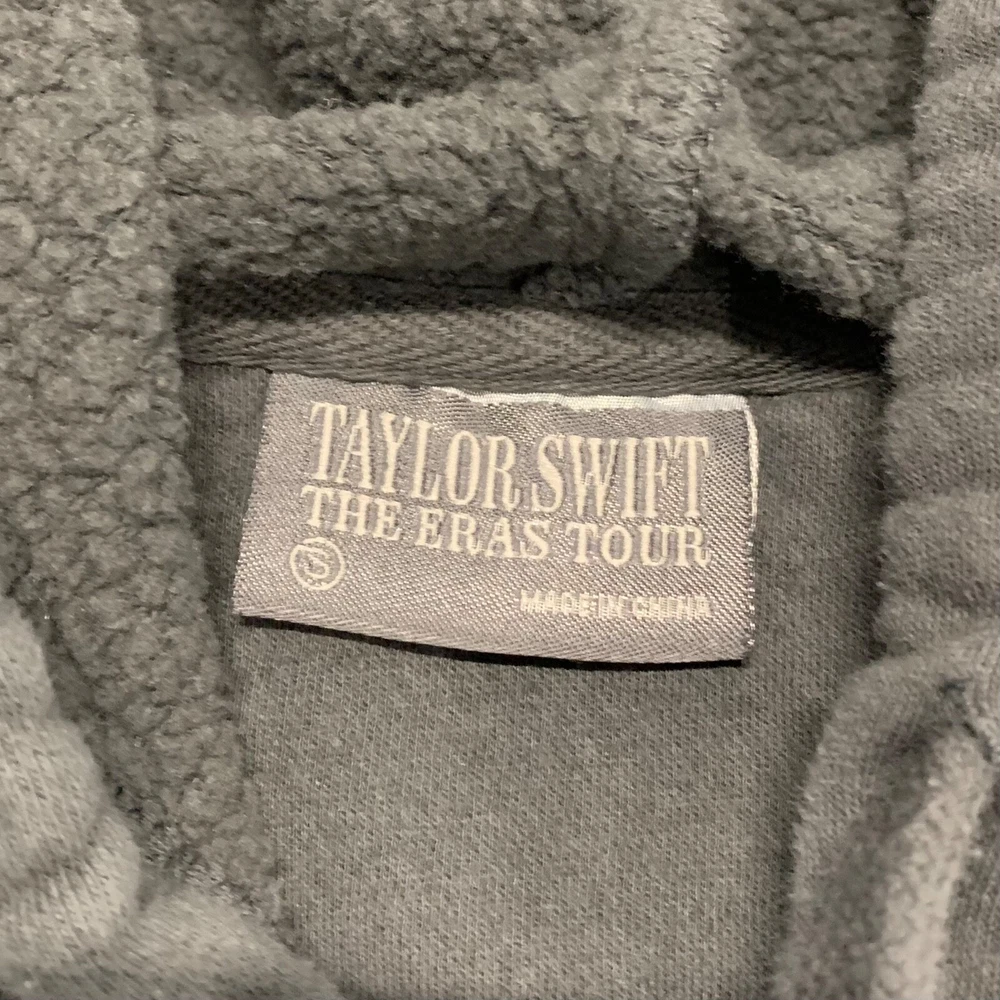 TAYLOR SWIFT
THE ERAS TOUR
S
MADE IN CHINA